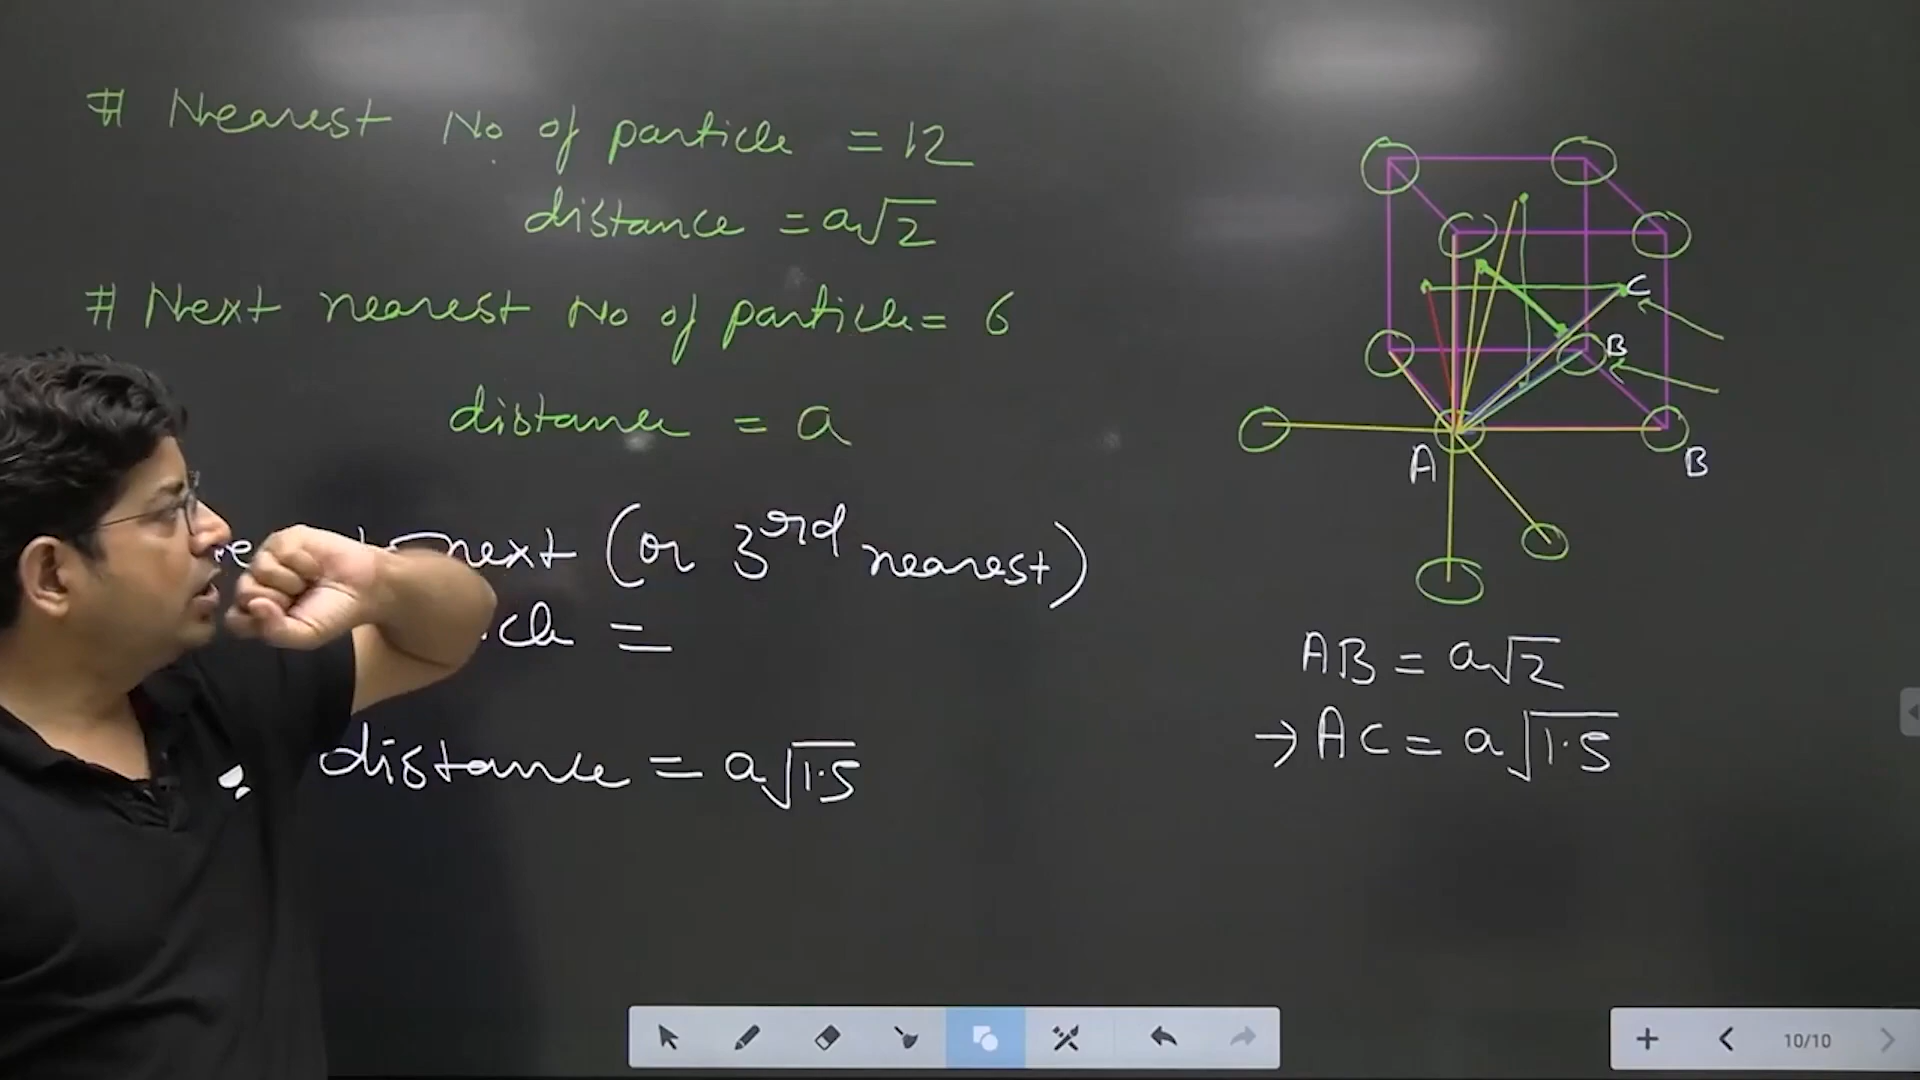 # Nearest No of particle = 12
distance = a√2
# Next nearest No of particle = 6
distance = a
next (or 3rd nearest)
=
distance = a√1.5
C
B
A
B
AB = a√2
→ AC = a√1.5
10/10